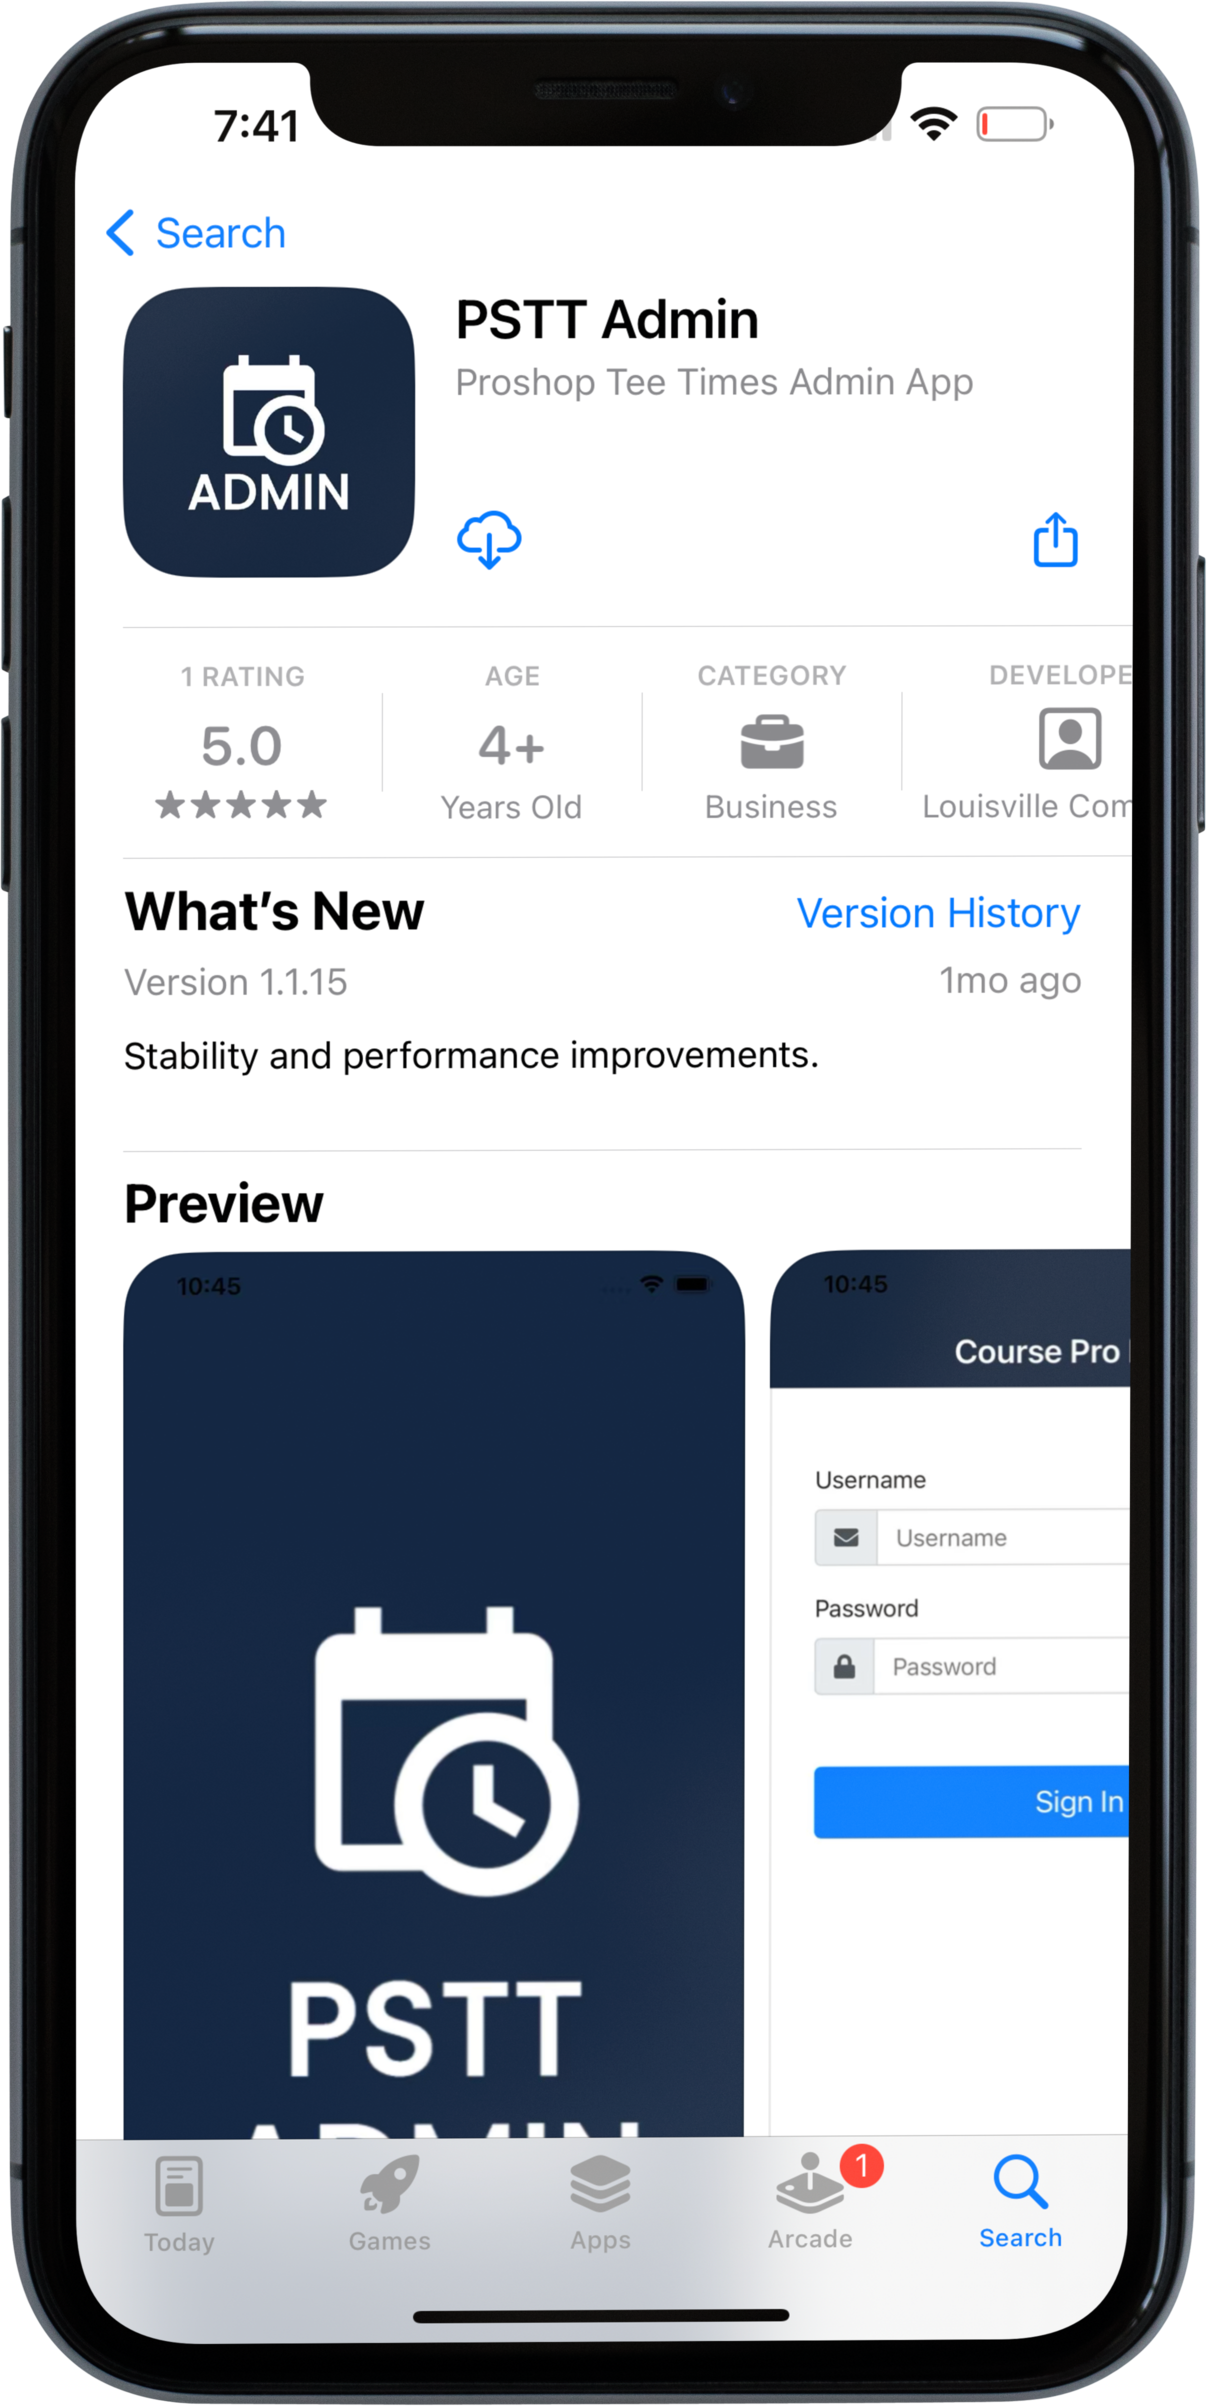 7:41
Search
ADMIN
PSTT Admin
Proshop Tee Times Admin App
1 RATING
AGE
CATEGORY
DEVELOPE
5.0
4+
Years Old
Business
Louisville Com
What's New
Version History
Version 1.1.15
1mo ago
Stability and performance improvements.
Preview
10:45
10:45
Course Pro
Username
Username
Password
Password
Sign In
PSTT
ADMIN
Today
Games
Apps
Arcade
1
Search